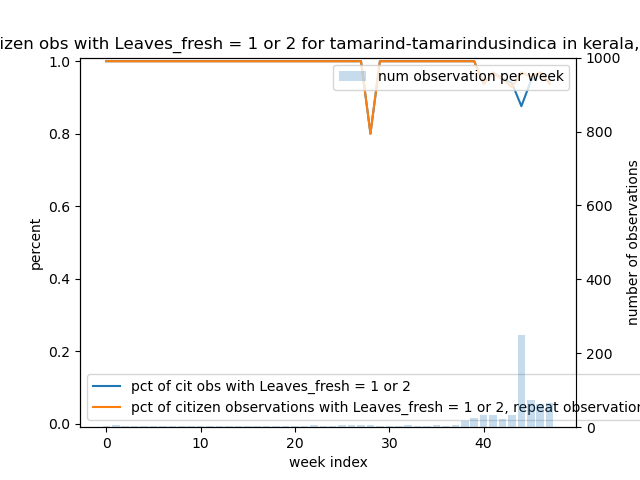 izen obs with Leaves_fresh = 1 or 2 for tamarind-tamarindusindica in kerala,
num observation per week
percent
number of observations
1.0
0.8
0.6
0.4
0.2
0.0
1000
800
600
400
200
0
pct of cit obs with Leaves_fresh = 1 or 2
pct of citizen observations with Leaves_fresh = 1 or 2, repeat observation
0 10 20 30 40
week index